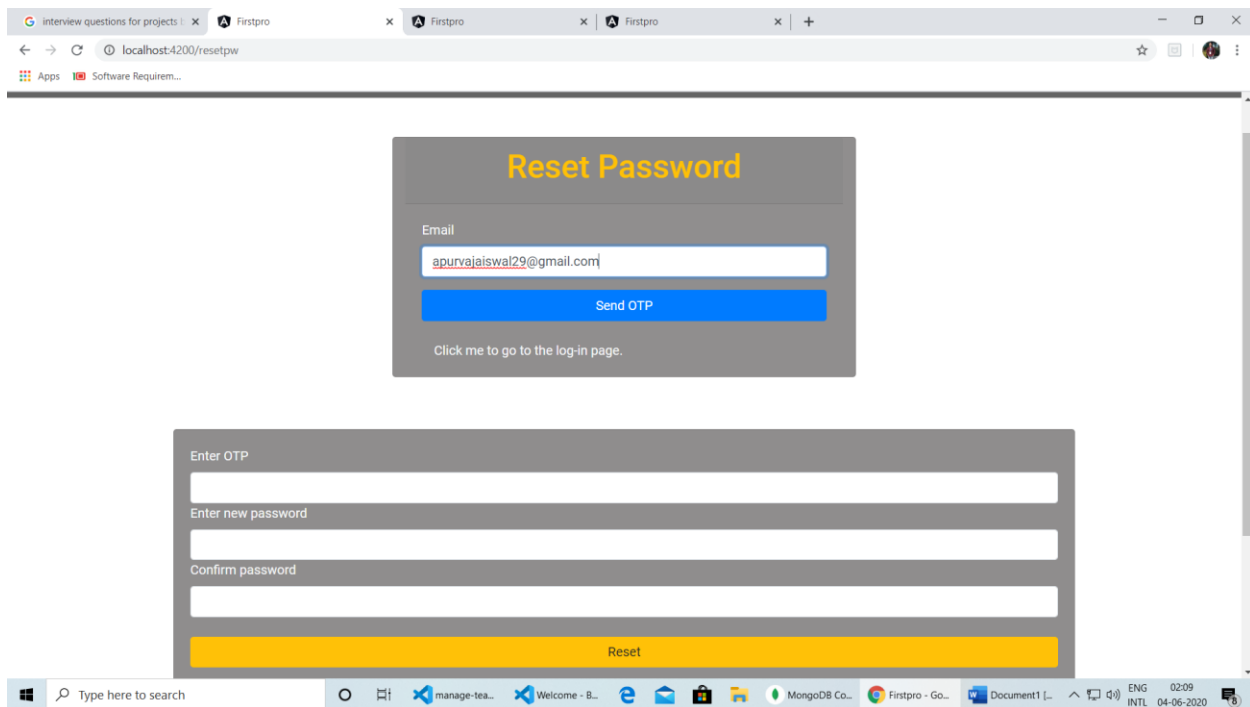 interview questions for projects b
Firstpro
Firstpro
Firstpro
localhost:4200/resetpw
Apps
Software Requirem...
Reset Password
Email
apurvajaiswal29@gmail.com
Send OTP
Click me to go to the log-in page.
Enter OTP
Enter new password
Confirm password
Reset
Type here to search
manage-tea...
Welcome - B...
MongoDB Co...
Firstpro - Go...
Document1 [...
ENG
INTL
02:09
04-06-2020
8